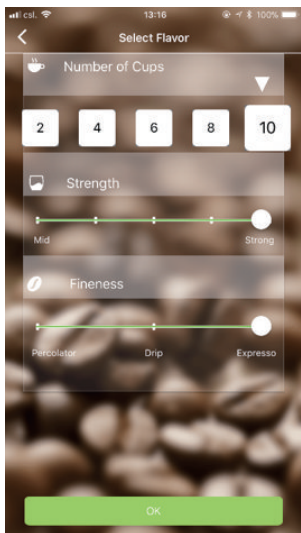 csl. 13:16 100%
Select Flavor
Number of Cups
2 4 6 8 10
Strength
Mid Strong
Fineness
Percolator Drip Expresso
OK